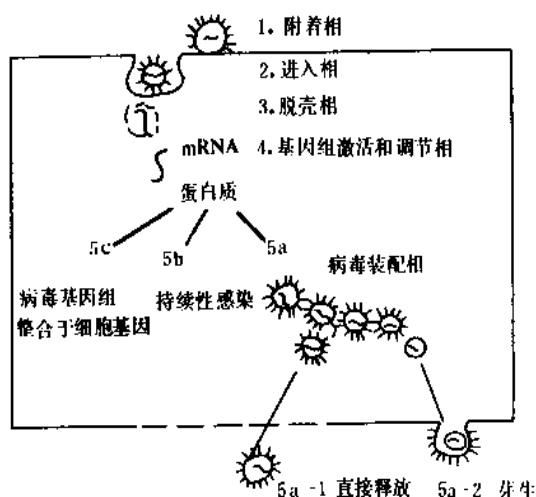 1. 附着相
2. 进入相
3. 脱壳相
mRNA 4. 基因组激活和调节相
蛋白质
5c 5b 5a
病毒装配相
病毒基因组
整合于细胞基因
持续性感染
5a-1 直接释放 5a-2 芽生